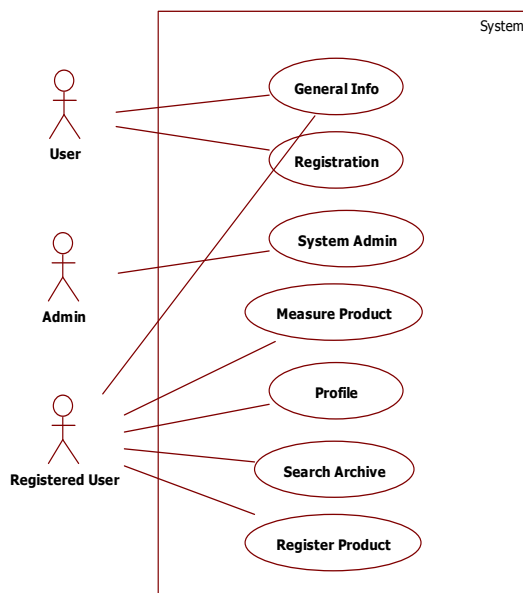 System
General Info
User
Registration
System Admin
Admin
Measure Product
Profile
Registered User
Search Archive
Register Product